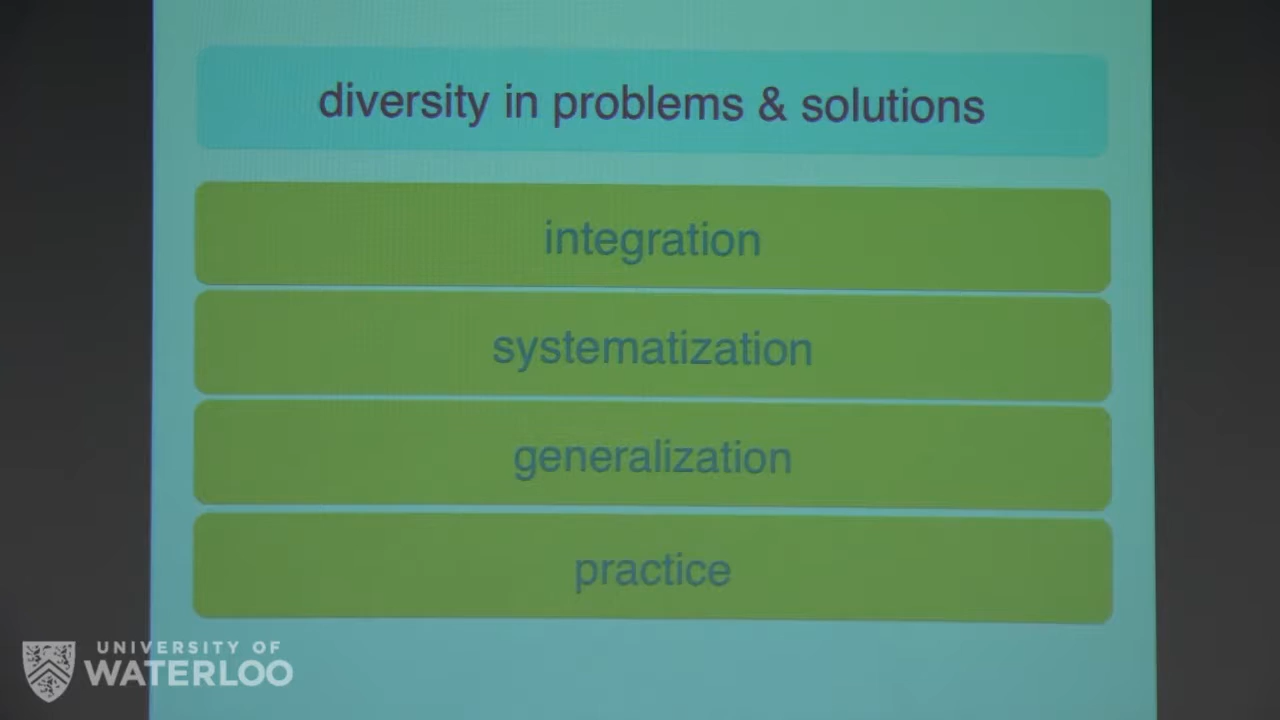 diversity in problems & solutions
integration
systematization
generalization
practice
UNIVERSITY OF
WATERLOO